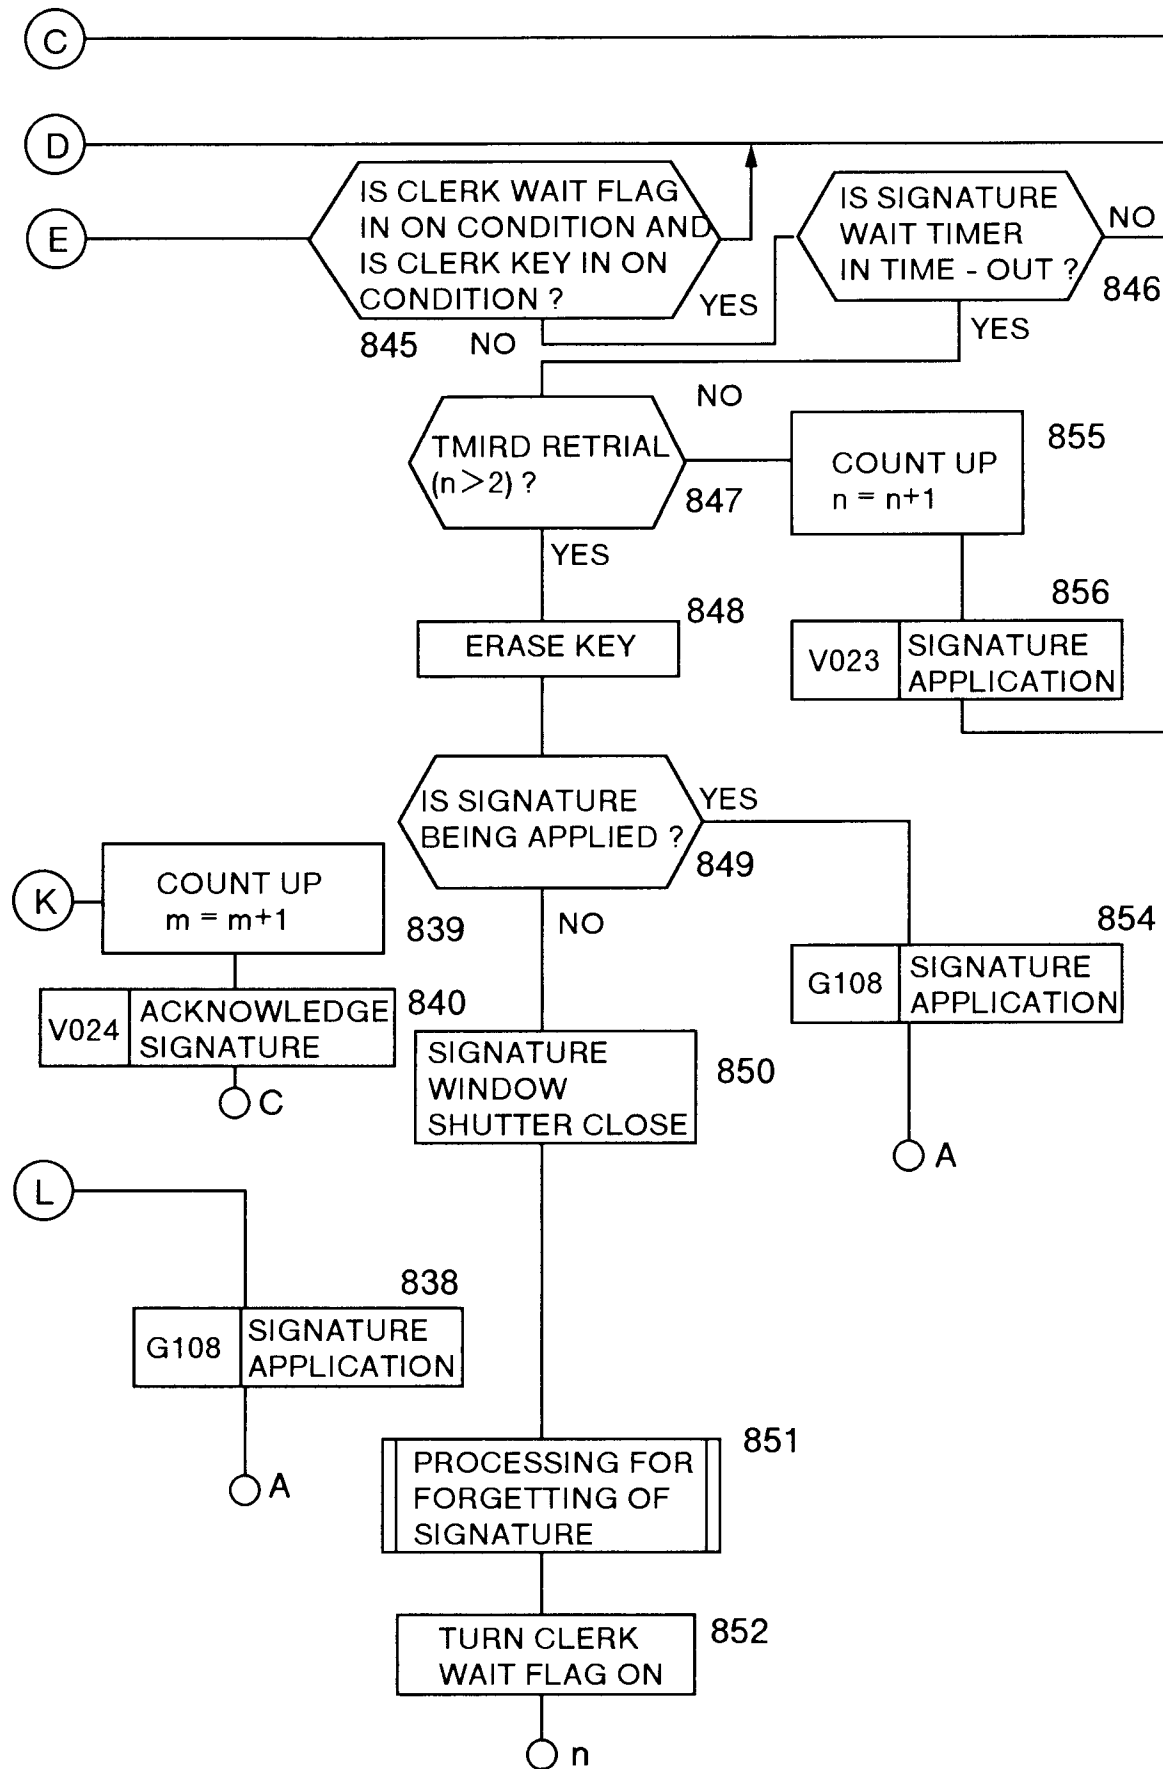 C
D
E
IS CLERK WAIT FLAG
IN ON CONDITION AND
IS CLERK KEY IN ON
CONDITION ?
YES
845
NO
IS SIGNATURE
WAIT TIMER
IN TIME - OUT ?
NO
846
YES
TMIRD RETRIAL
(n>2) ?
NO
847
YES
COUNT UP
n = n+1
855
848
ERASE KEY
856
V023
SIGNATURE
APPLICATION
IS SIGNATURE
BEING APPLIED ?
YES
849
NO
K
COUNT UP
m = m+1
839
V024
ACKNOWLEDGE
SIGNATURE
840
C
854
G108
SIGNATURE
APPLICATION
A
SIGNATURE
WINDOW
SHUTTER CLOSE
850
L
838
G108
SIGNATURE
APPLICATION
A
PROCESSING FOR
FORGETTING OF
SIGNATURE
851
TURN CLERK
WAIT FLAG ON
852
n